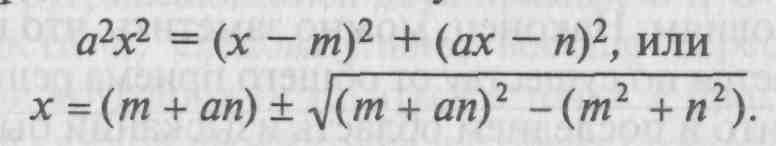 a²x² = (x − m)² + (ax − n)², или
x = (m + an) ± √(m + an)² − (m² + n²).